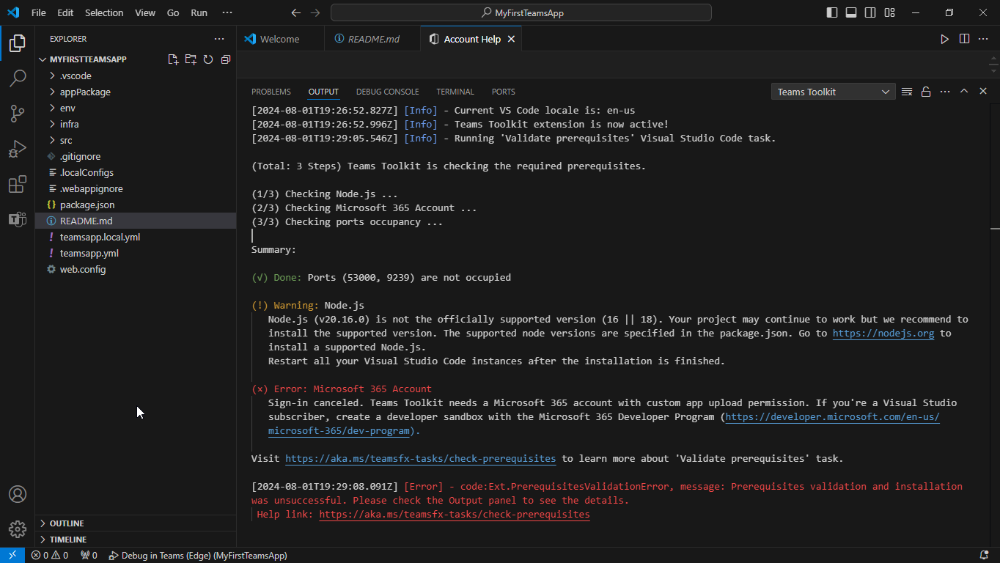 File Edit Selection View Go Run ···
MyFirstTeamsApp
EXPLORER
MYFIRSTTEAMSAPP
.vscode
appPackage
env
infra
src
.gitignore
.localConfigs
.webappignore
package.json
README.md
teamsapp.local.yml
teamsapp.yml
web.config
OUTLINE
TIMELINE
Welcome README.md Account Help
PROBLEMS OUTPUT DEBUG CONSOLE TERMINAL PORTS Teams Toolkit
[2024-08-01T19:26:52.827Z] [Info] - Current VS Code locale is: en-us
[2024-08-01T19:26:52.996Z] [Info] - Teams Toolkit extension is now active!
[2024-08-01T19:29:05.546Z] [Info] - Running 'Validate prerequisites' Visual Studio Code task.
(Total: 3 Steps) Teams Toolkit is checking the required prerequisites.
(1/3) Checking Node.js ...
(2/3) Checking Microsoft 365 Account ...
(3/3) Checking ports occupancy ...
Summary:
(√) Done: Ports (53000, 9239) are not occupied
(!) Warning: Node.js
Node.js (v20.16.0) is not the officially supported version (16 || 18). Your project may continue to work but we recommend to
install the supported version. The supported node versions are specified in the package.json. Go to https://nodejs.org to
install a supported Node.js.
Restart all your Visual Studio Code instances after the installation is finished.
(×) Error: Microsoft 365 Account
Sign-in canceled. Teams Toolkit needs a Microsoft 365 account with custom app upload permission. If you're a Visual Studio
subscriber, create a developer sandbox with the Microsoft 365 Developer Program (https://developer.microsoft.com/en-us/
microsoft-365/dev-program).
Visit https://aka.ms/teamsfx-tasks/check-prerequisites to learn more about 'Validate prerequisites' task.
[2024-08-01T19:29:08.091Z] [Error] - code:Ext.PrerequisitesValidationError, message: Prerequisites validation and installation
was unsuccessful. Please check the Output panel to see the details.
Help link: https://aka.ms/teamsfx-tasks/check-prerequisites
0 0 0 Debug in Teams (Edge) (MyFirstTeamsApp)